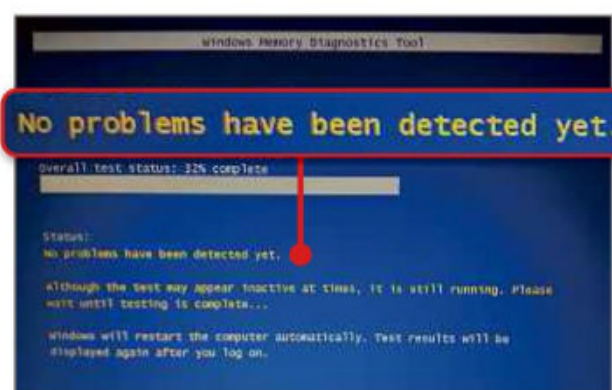 Windows Memory Diagnostics Tool
No problems have been detected yet
Overall test status: 32% complete
Status:
No problems have been detected yet.
Although the test may appear inactive at times, it is still running. Please
wait until testing is complete...
Windows will restart the computer automatically. Test results will be
displayed again after you log on.